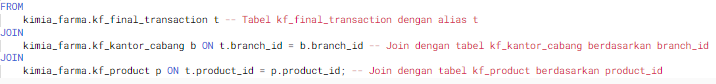 FROM
kimia_farma.kf_final_transaction t -- Tabel kf_final_transaction dengan alias t
JOIN
kimia_farma.kf_kantor_cabang b ON t.branch_id = b.branch_id -- Join dengan tabel kf_kantor_cabang berdasarkan branch_id
JOIN
kimia_farma.kf_product p ON t.product_id = p.product_id; -- Join dengan tabel kf_product berdasarkan product_id